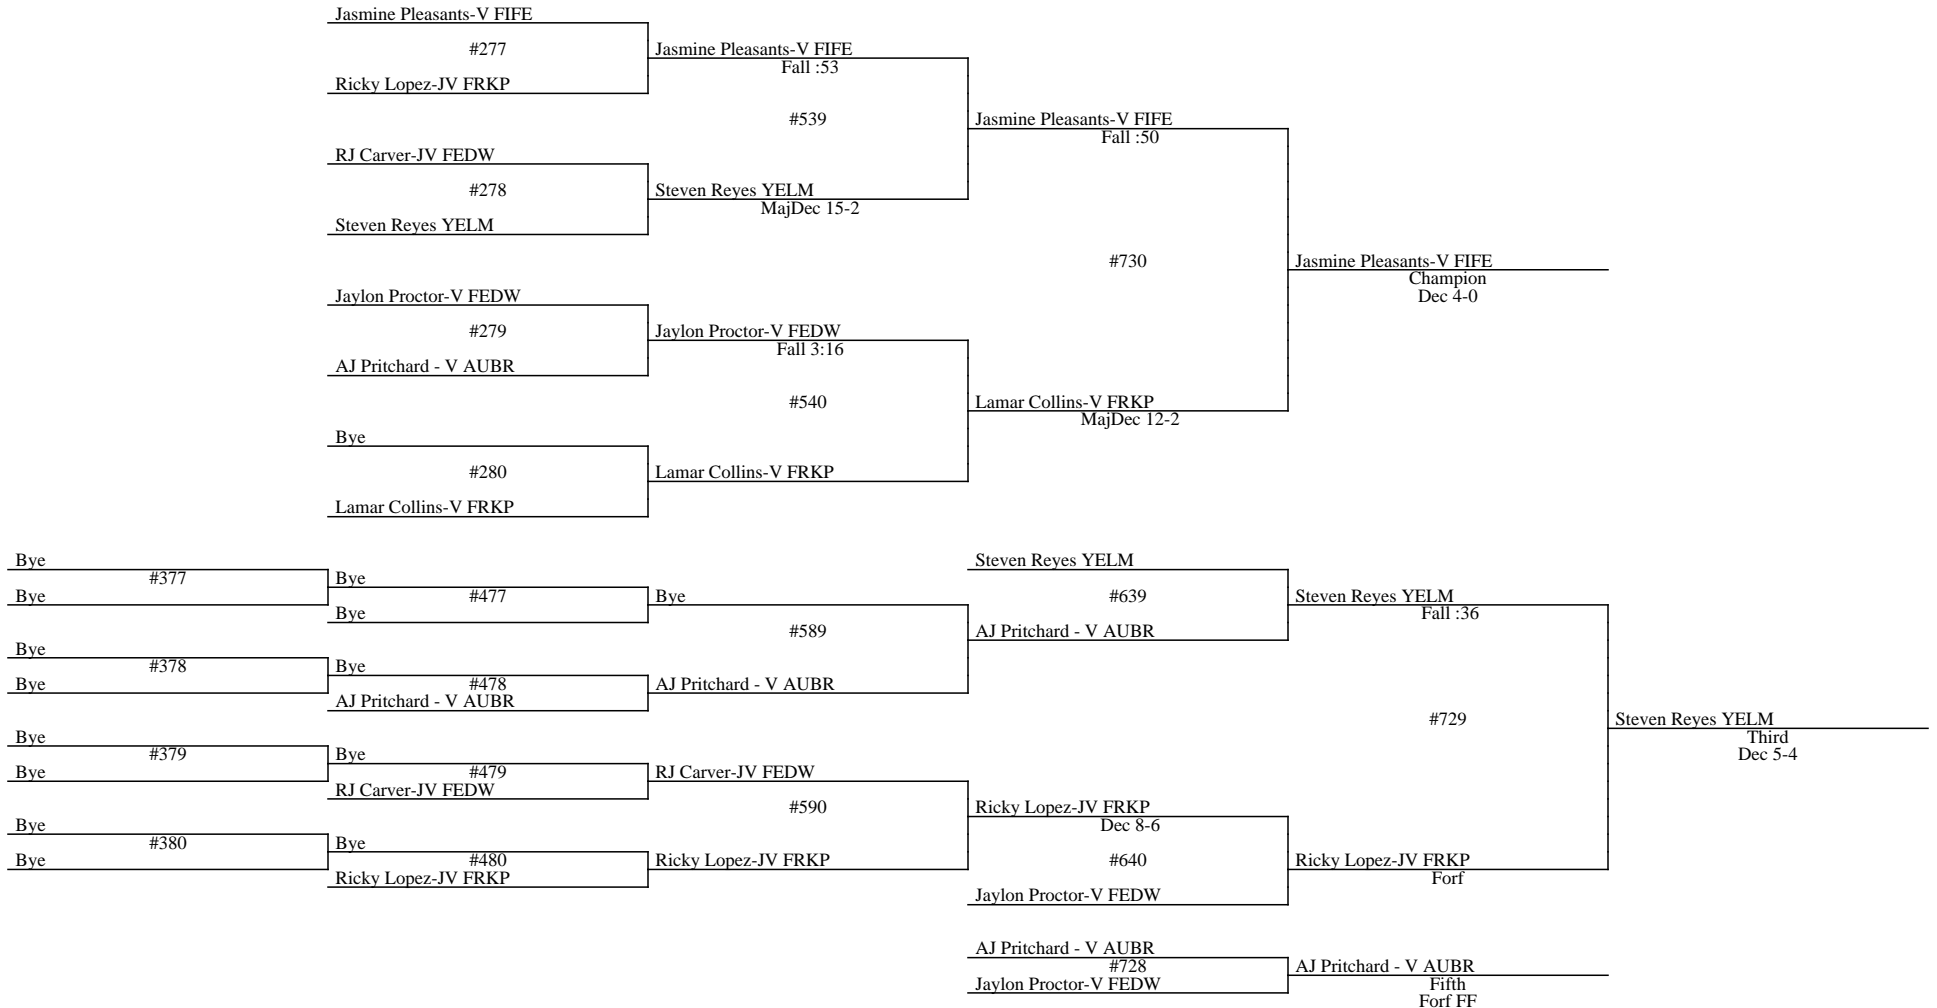 Jasmine Pleasants-V FIFE
#277
Jasmine Pleasants-V FIFE
Fall :53
Ricky Lopez-JV FRKP
#539
Jasmine Pleasants-V FIFE
Fall :50
RJ Carver-JV FEDW
#278
Steven Reyes YELM
MajDec 15-2
Steven Reyes YELM
#730
Jasmine Pleasants-V FIFE
Champion
Dec 4-0
Jaylon Proctor-V FEDW
#279
Jaylon Proctor-V FEDW
Fall 3:16
AJ Pritchard - V AUBR
#540
Lamar Collins-V FRKP
MajDec 12-2
Bye
#280
Lamar Collins-V FRKP
Lamar Collins-V FRKP
Bye
#377
Bye
Bye
#477
Bye
Bye
Steven Reyes YELM
#639
Steven Reyes YELM
Fall :36
#589
AJ Pritchard - V AUBR
Bye
#378
Bye
Bye
#478
AJ Pritchard - V AUBR
AJ Pritchard - V AUBR
#729
Steven Reyes YELM
Third
Dec 5-4
Bye
#379
Bye
Bye
#479
RJ Carver-JV FEDW
RJ Carver-JV FEDW
#590
Ricky Lopez-JV FRKP
Dec 8-6
Bye
#380
Bye
Bye
#480
Ricky Lopez-JV FRKP
Ricky Lopez-JV FRKP
#640
Ricky Lopez-JV FRKP
Forf
Jaylon Proctor-V FEDW
AJ Pritchard - V AUBR
#728
Jaylon Proctor-V FEDW
AJ Pritchard - V AUBR
Fifth
Forf FF